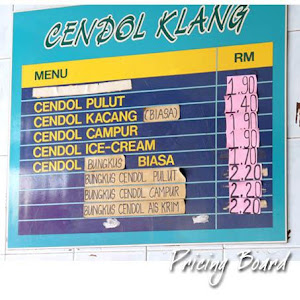 CENDOL KLANG
MENU RM
CENDOL PULUT 1.90
CENDOL KACANG (BIASA) 1.40
CENDOL CAMPUR
CENDOL ICE-CREAM 1.90
CENDOL BUNGKUS BIASA 1.70
BUNGKUS CENDOL PULUT 2.20
BUNGKUS CENDOL CAMPUR 2.20
BUNGKUS CENDOL AIS KRIM 2.20
Pricing Board